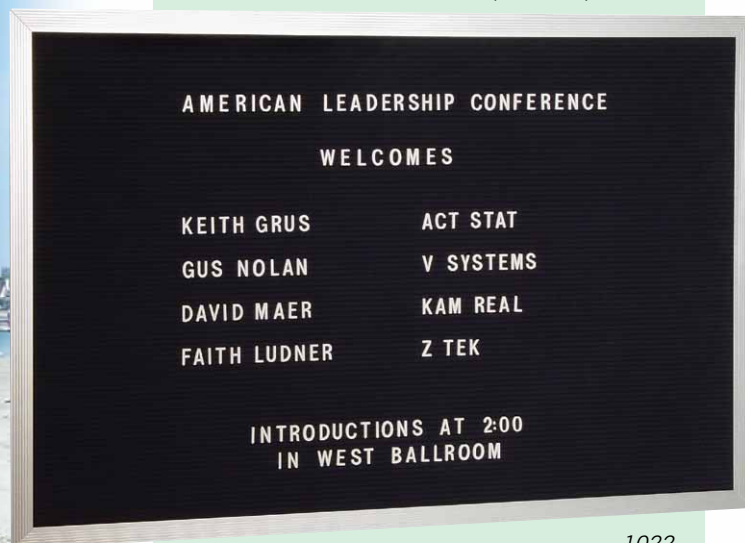 AMERICAN LEADERSHIP CONFERENCE
WELCOMES
KEITH GRUS ACT STAT
GUS NOLAN V SYSTEMS
DAVID MAER KAM REAL
FAITH LUDNER Z TEK
INTRODUCTIONS AT 2:00
IN WEST BALLROOM